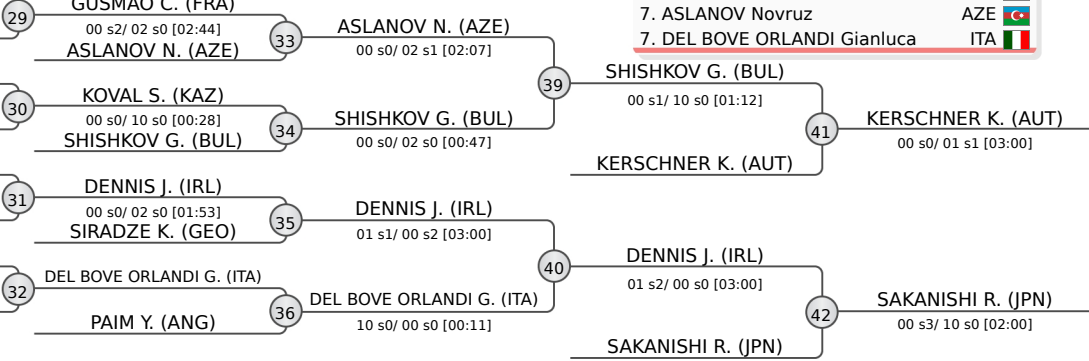 GUSMAO C. (FRA)
29
00 s2/ 02 s0 [02:44]
ASLANOV N. (AZE)
33
ASLANOV N. (AZE)
00 s0/ 02 s1 [02:07]
7. ASLANOV Novruz AZE
7. DEL BOVE ORLANDI Gianluca ITA
39
SHISHKOV G. (BUL)
00 s1/ 10 s0 [01:12]
KOVAL S. (KAZ)
30
00 s0/ 10 s0 [00:28]
SHISHKOV G. (BUL)
34
SHISHKOV G. (BUL)
00 s0/ 02 s0 [00:47]
41
KERSCHNER K. (AUT)
00 s0/ 01 s1 [03:00]
KERSCHNER K. (AUT)
DENNIS J. (IRL)
31
00 s0/ 02 s0 [01:53]
SIRADZE K. (GEO)
35
DENNIS J. (IRL)
01 s1/ 00 s2 [03:00]
40
DENNIS J. (IRL)
01 s2/ 00 s0 [03:00]
DEL BOVE ORLANDI G. (ITA)
32
PAIM Y. (ANG)
36
DEL BOVE ORLANDI G. (ITA)
10 s0/ 00 s0 [00:11]
42
SAKANISHI R. (JPN)
00 s3/ 10 s0 [02:00]
SAKANISHI R. (JPN)